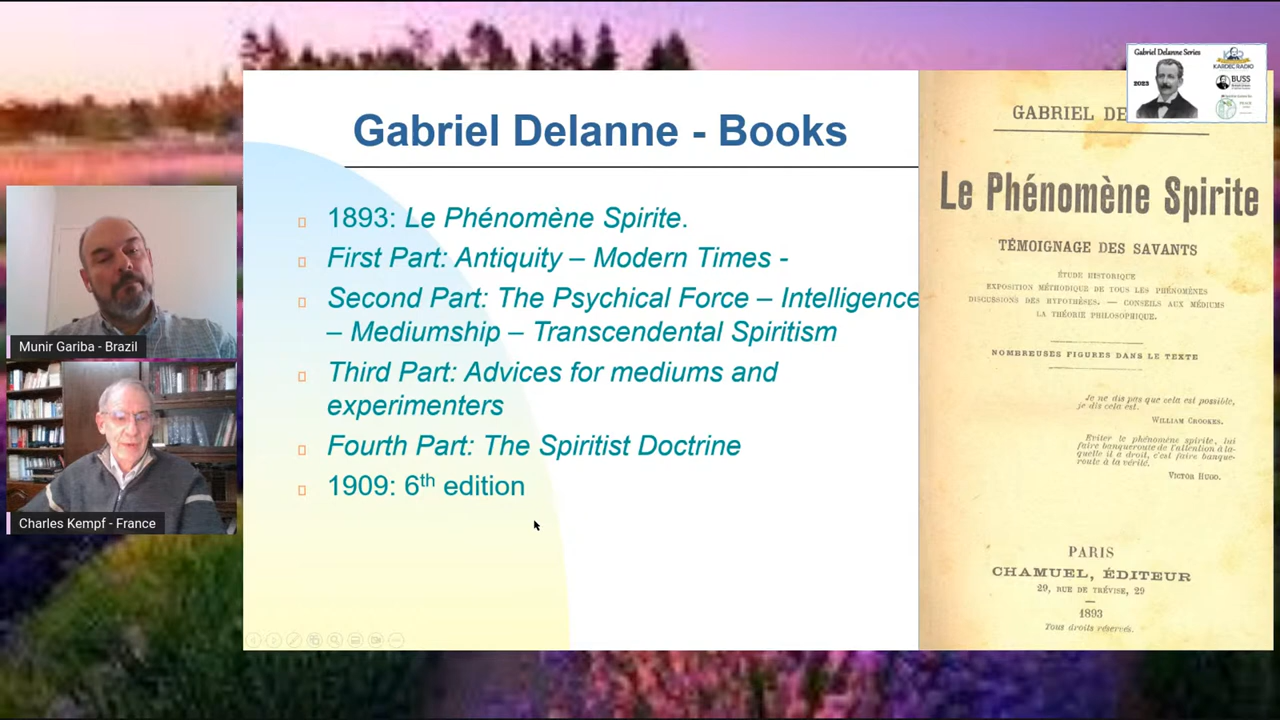 Gabriel Delanne - Books
1893: Le Phénomène Spirite.
First Part: Antiquity – Modern Times -
Second Part: The Psychical Force – Intelligence
– Mediumship – Transcendental Spiritism
Third Part: Advices for mediums and
experimenters
Fourth Part: The Spiritist Doctrine
1909: 6th edition
Munir Gariba - Brazil
Charles Kempf - France
Gabriel Delanne Series
2023
KARDEC RADIO
BUSS
GABRIEL DE
Le Phénomène Spirite
TÉMOIGNAGE DES SAVANTS
ÉTUDE HISTORIQUE
EXPOSITION MÉTHODIQUE DE TOUS LES PHÉNOMÈNES
DISCUSSIONS DES HYPOTHÈSES. — CONSEILS AUX MÉDIUMS
LA THÉORIE PHILOSOPHIQUE.
NOMBREUSES FIGURES DANS LE TEXTE
Je ne dis pas que cela est possible,
je dis cela est.
WILLIAM CROOKES.
Eviter le phénomène spirite, lui
faire banqueroute de l'attention à la-
quelle il a droit, c'est faire banque-
route à la vérité.
VICTOR HUGO.
PARIS
CHAMUEL, ÉDITEUR
29, RUE DE TRÉVISE, 29
1893
Tous droits réservés.